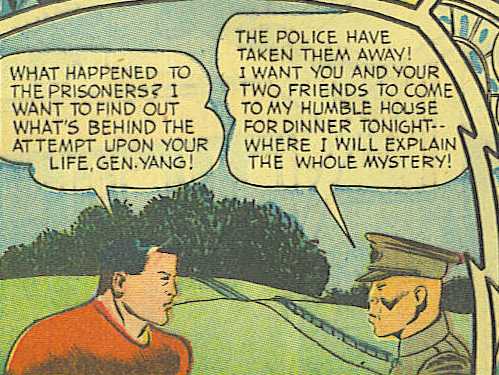 WHAT HAPPENED TO
THE PRISONERS? I
WANT TO FIND OUT
WHAT'S BEHIND THE
ATTEMPT UPON YOUR
LIFE, GEN. YANG!
THE POLICE HAVE
TAKEN THEM AWAY!
I WANT YOU AND YOUR
TWO FRIENDS TO COME
TO MY HUMBLE HOUSE
FOR DINNER TONIGHT--
WHERE I WILL EXPLAIN
THE WHOLE MYSTERY!